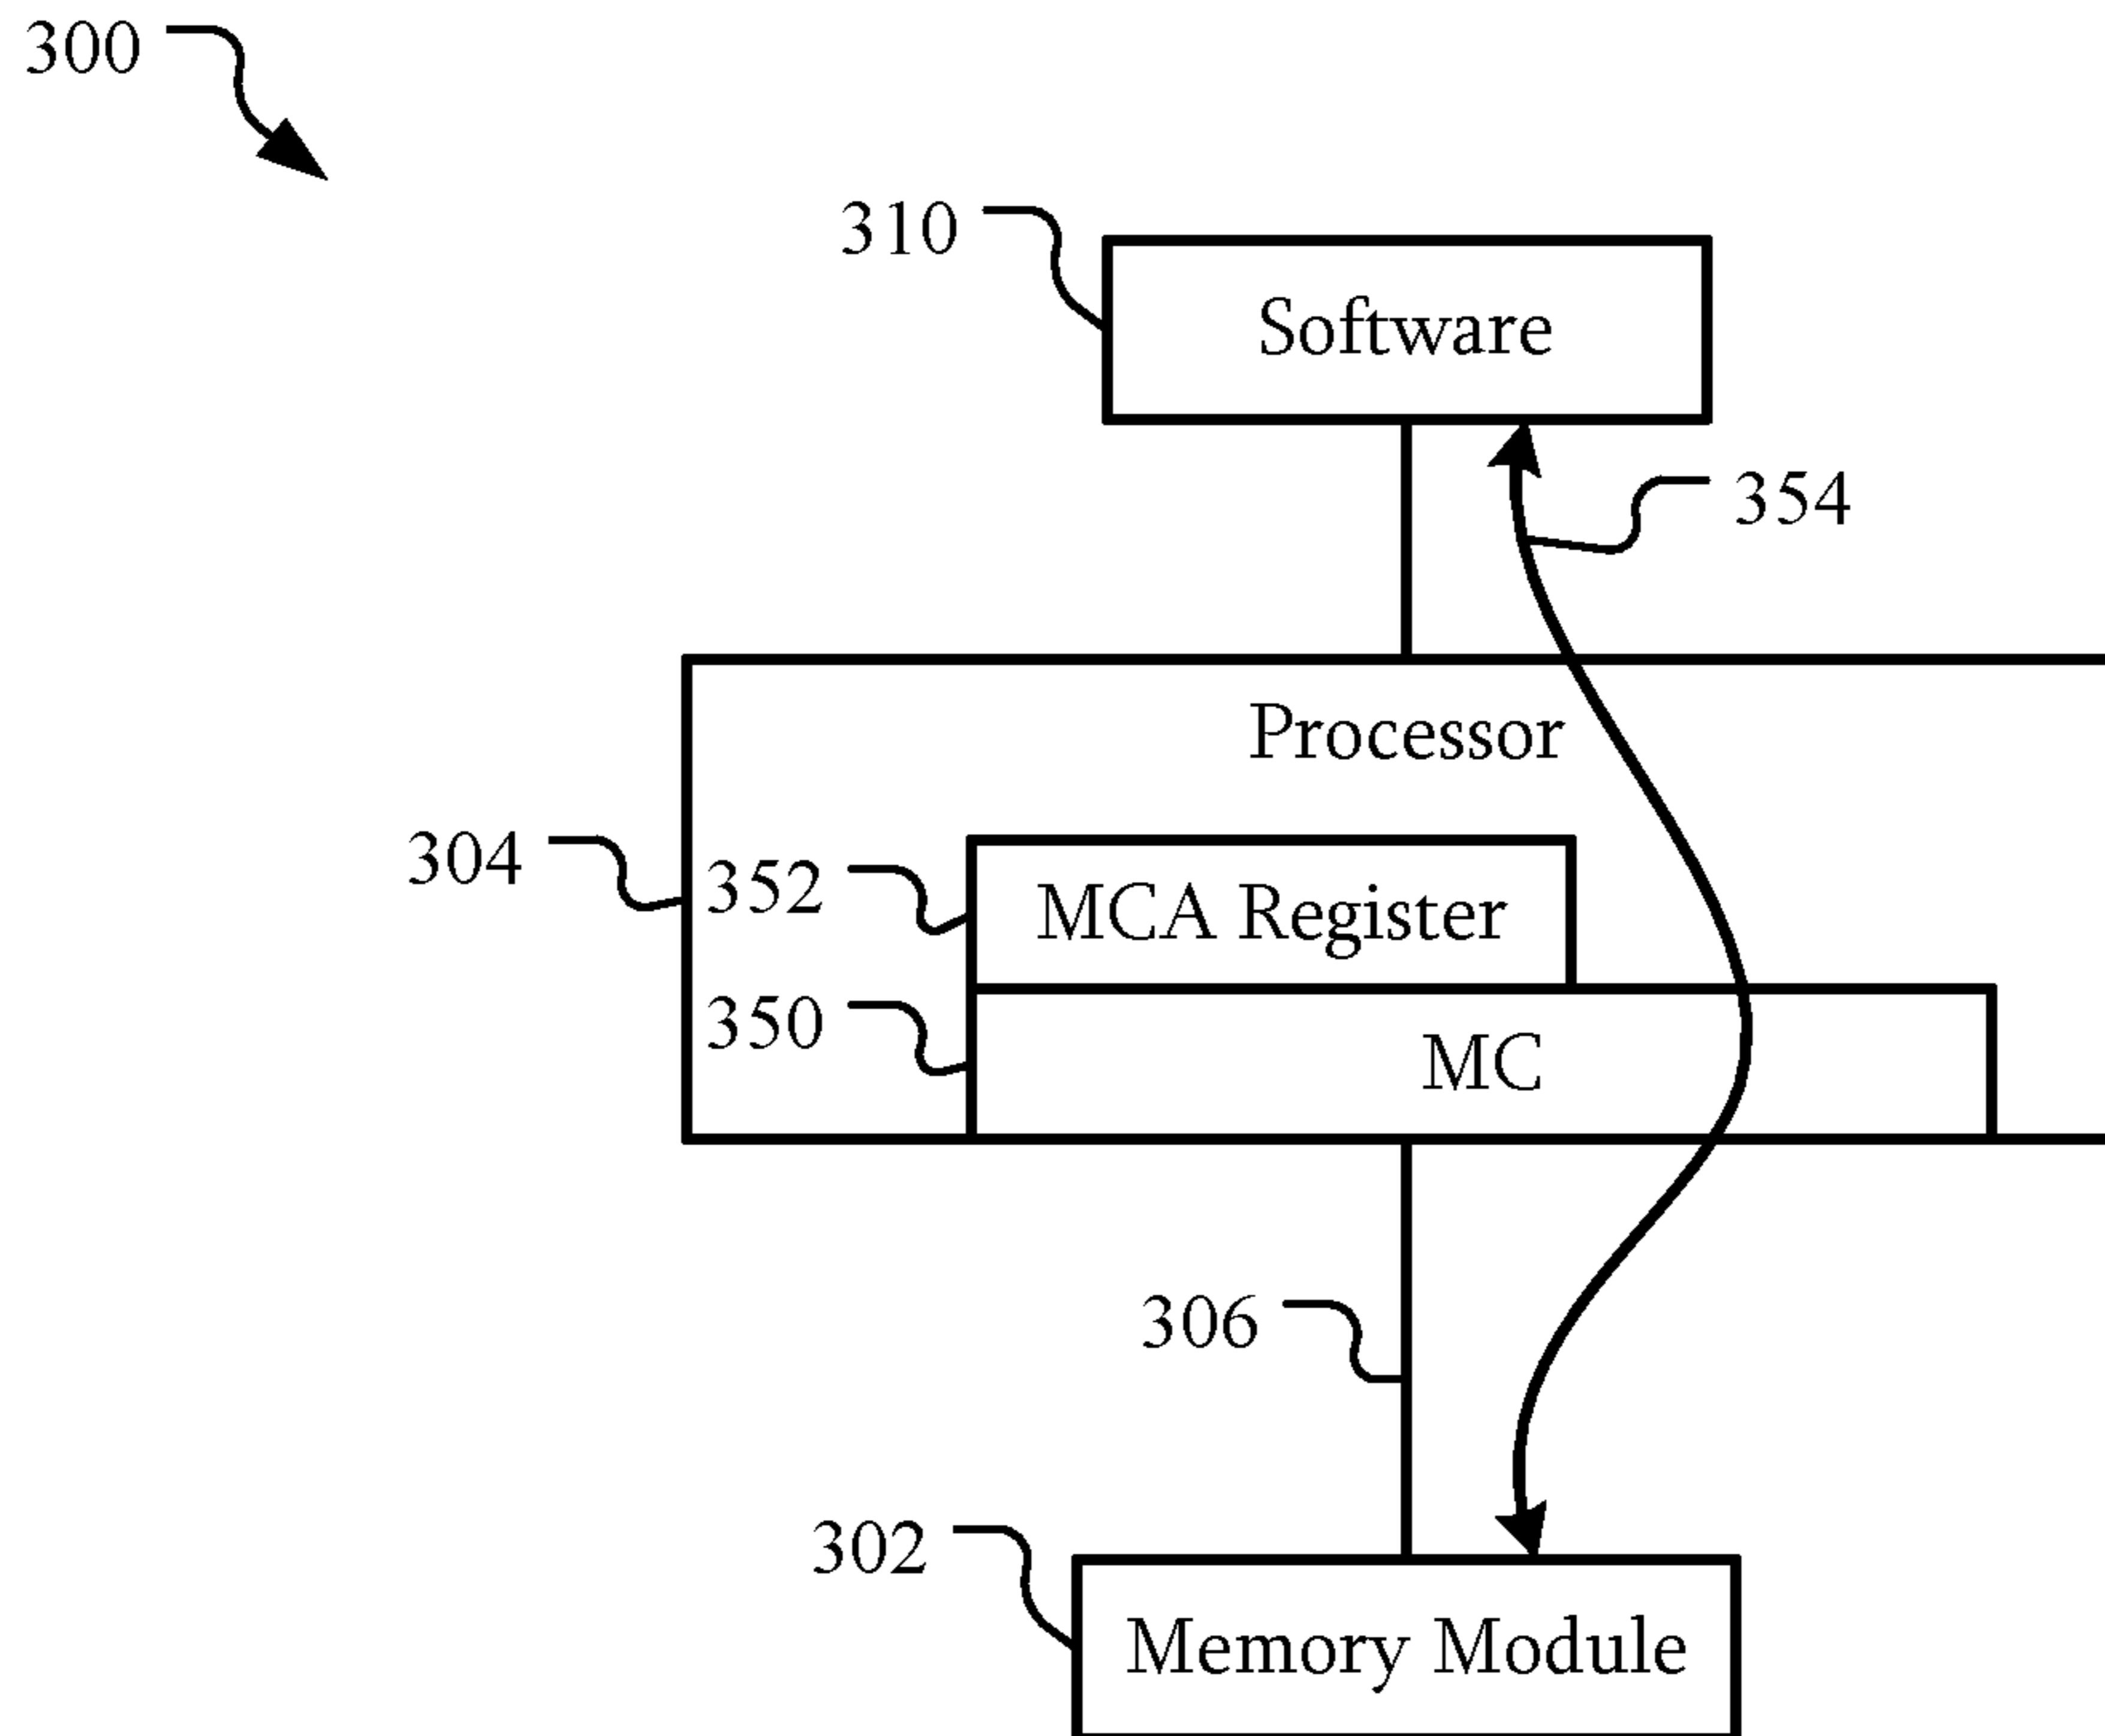 300
310
Software
354
Processor
304
352
MCA Register
350
MC
306
302
Memory Module